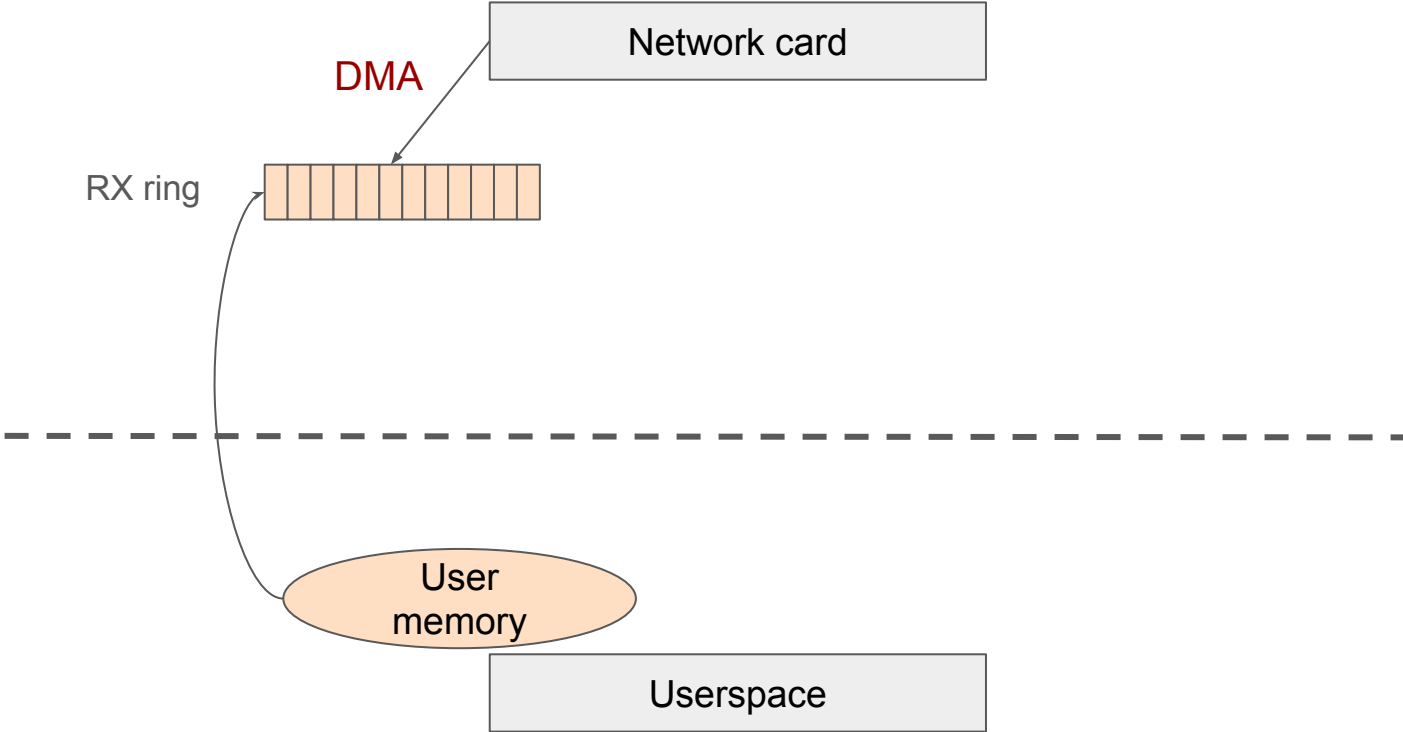 Network card
DMA
RX ring
User
memory
Userspace